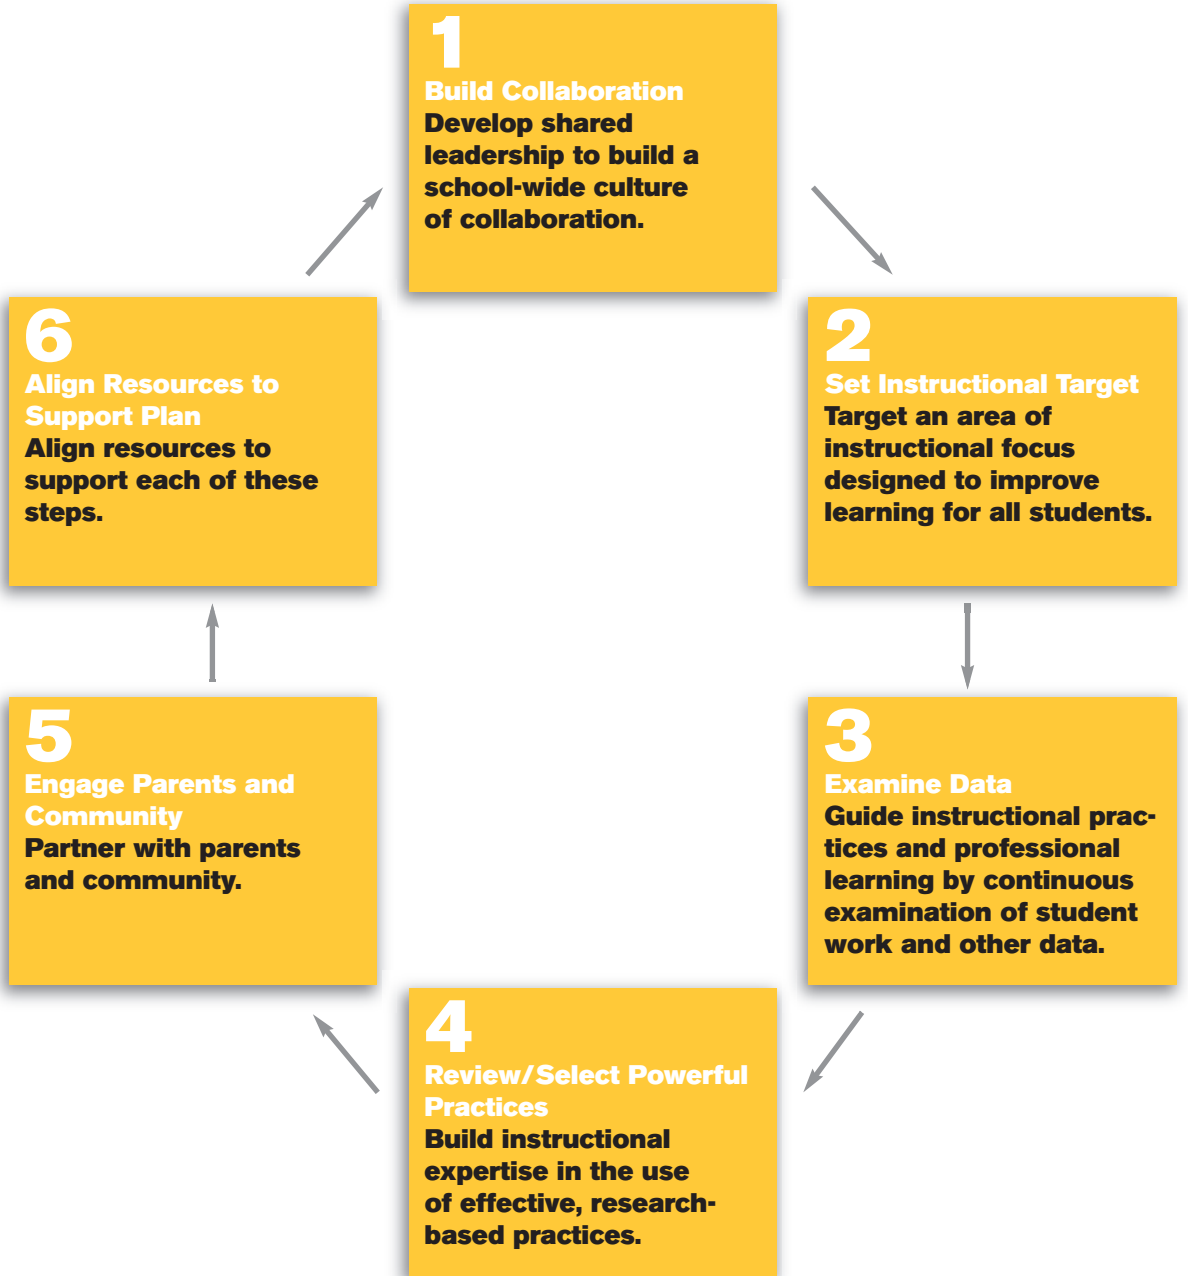 1
Build Collaboration
Develop shared
leadership to build a
school-wide culture
of collaboration.
2
Set Instructional Target
Target an area of
instructional focus
designed to improve
learning for all students.
3
Examine Data
Guide instructional prac-
tices and professional
learning by continuous
examination of student
work and other data.
4
Review/Select Powerful
Practices
Build instructional
expertise in the use
of effective, research-
based practices.
5
Engage Parents and
Community
Partner with parents
and community.
6
Align Resources to
Support Plan
Align resources to
support each of these
steps.